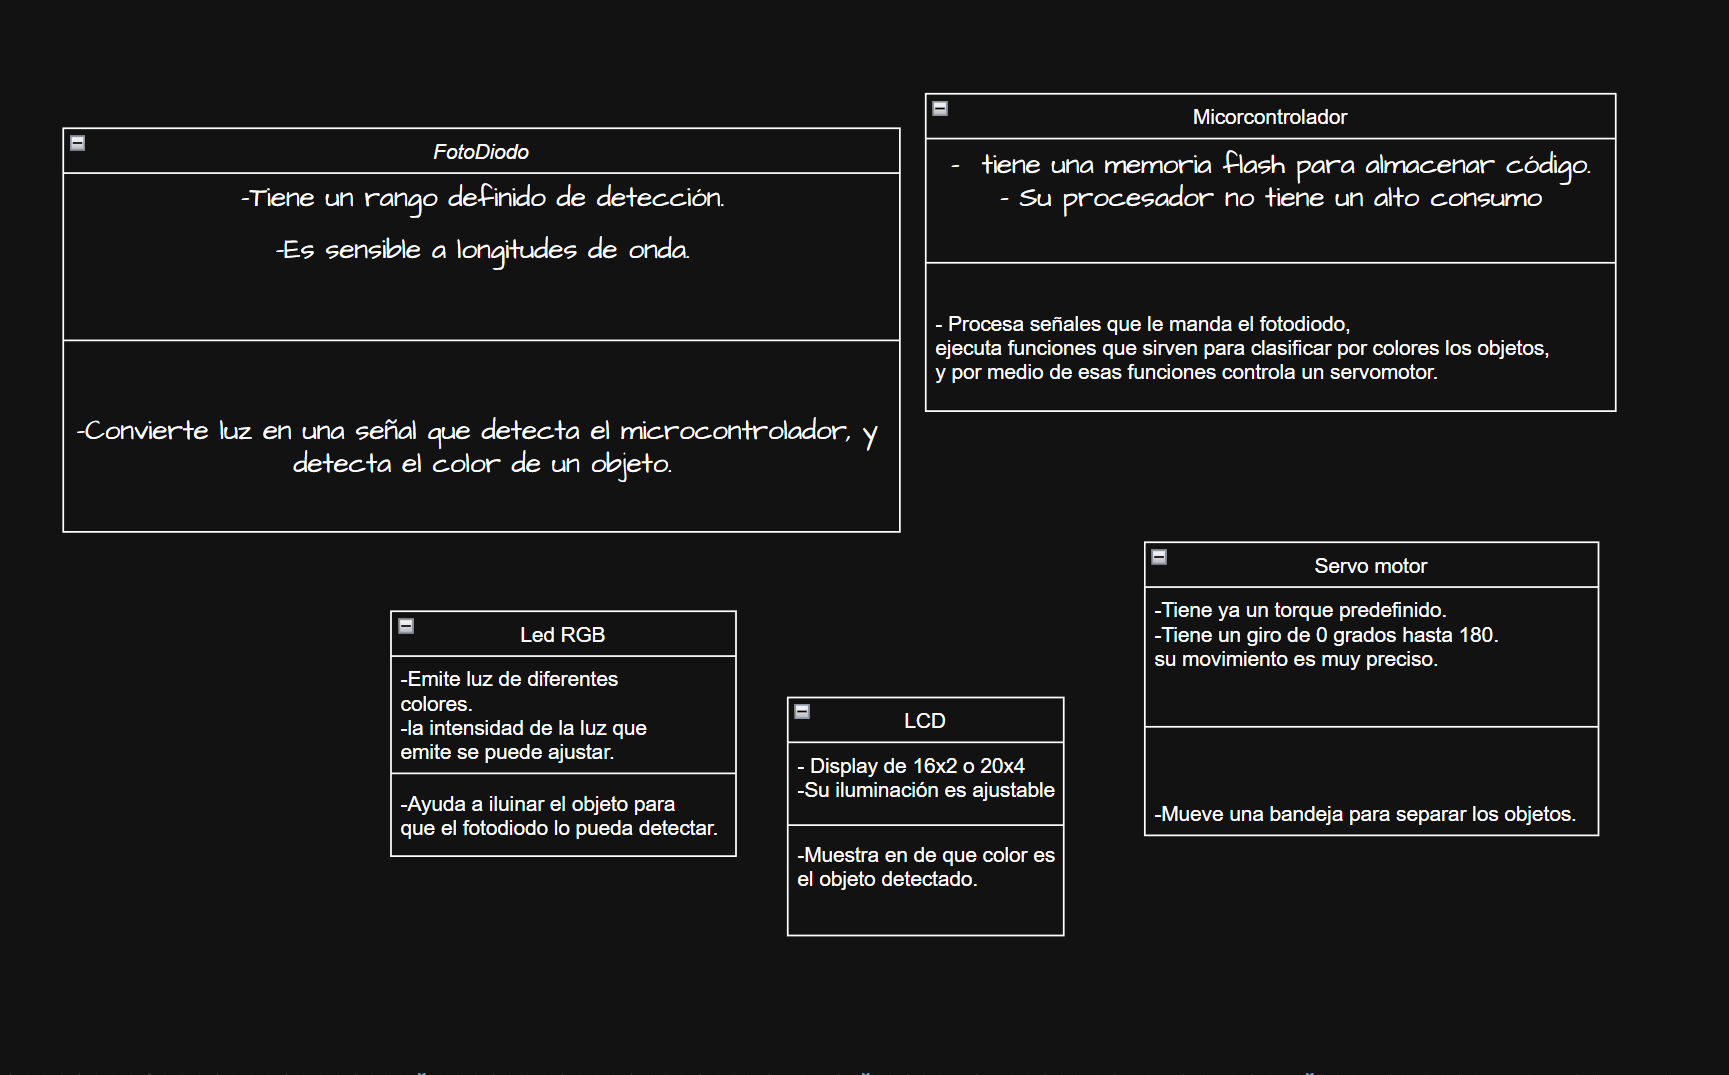 FotoDiodo
-Tiene un rango definido de detección.
-Es sensible a longitudes de onda.
-Convierte luz en una señal que detecta el microcontrolador, y
detecta el color de un objeto.
Micorcontrolador
- tiene una memoria flash para almacenar código.
- Su procesador no tiene un alto consumo
- Procesa señales que le manda el fotodiodo,
ejecuta funciones que sirven para clasificar por colores los objetos,
y por medio de esas funciones controla un servomotor.
Led RGB
-Emite luz de diferentes
colores.
-la intensidad de la luz que
emite se puede ajustar.
-Ayuda a iluinar el objeto para
que el fotodiodo lo pueda detectar.
LCD
- Display de 16x2 o 20x4
-Su iluminación es ajustable
-Muestra en de que color es
el objeto detectado.
Servo motor
-Tiene ya un torque predefinido.
-Tiene un giro de 0 grados hasta 180.
su movimiento es muy preciso.
-Mueve una bandeja para separar los objetos.